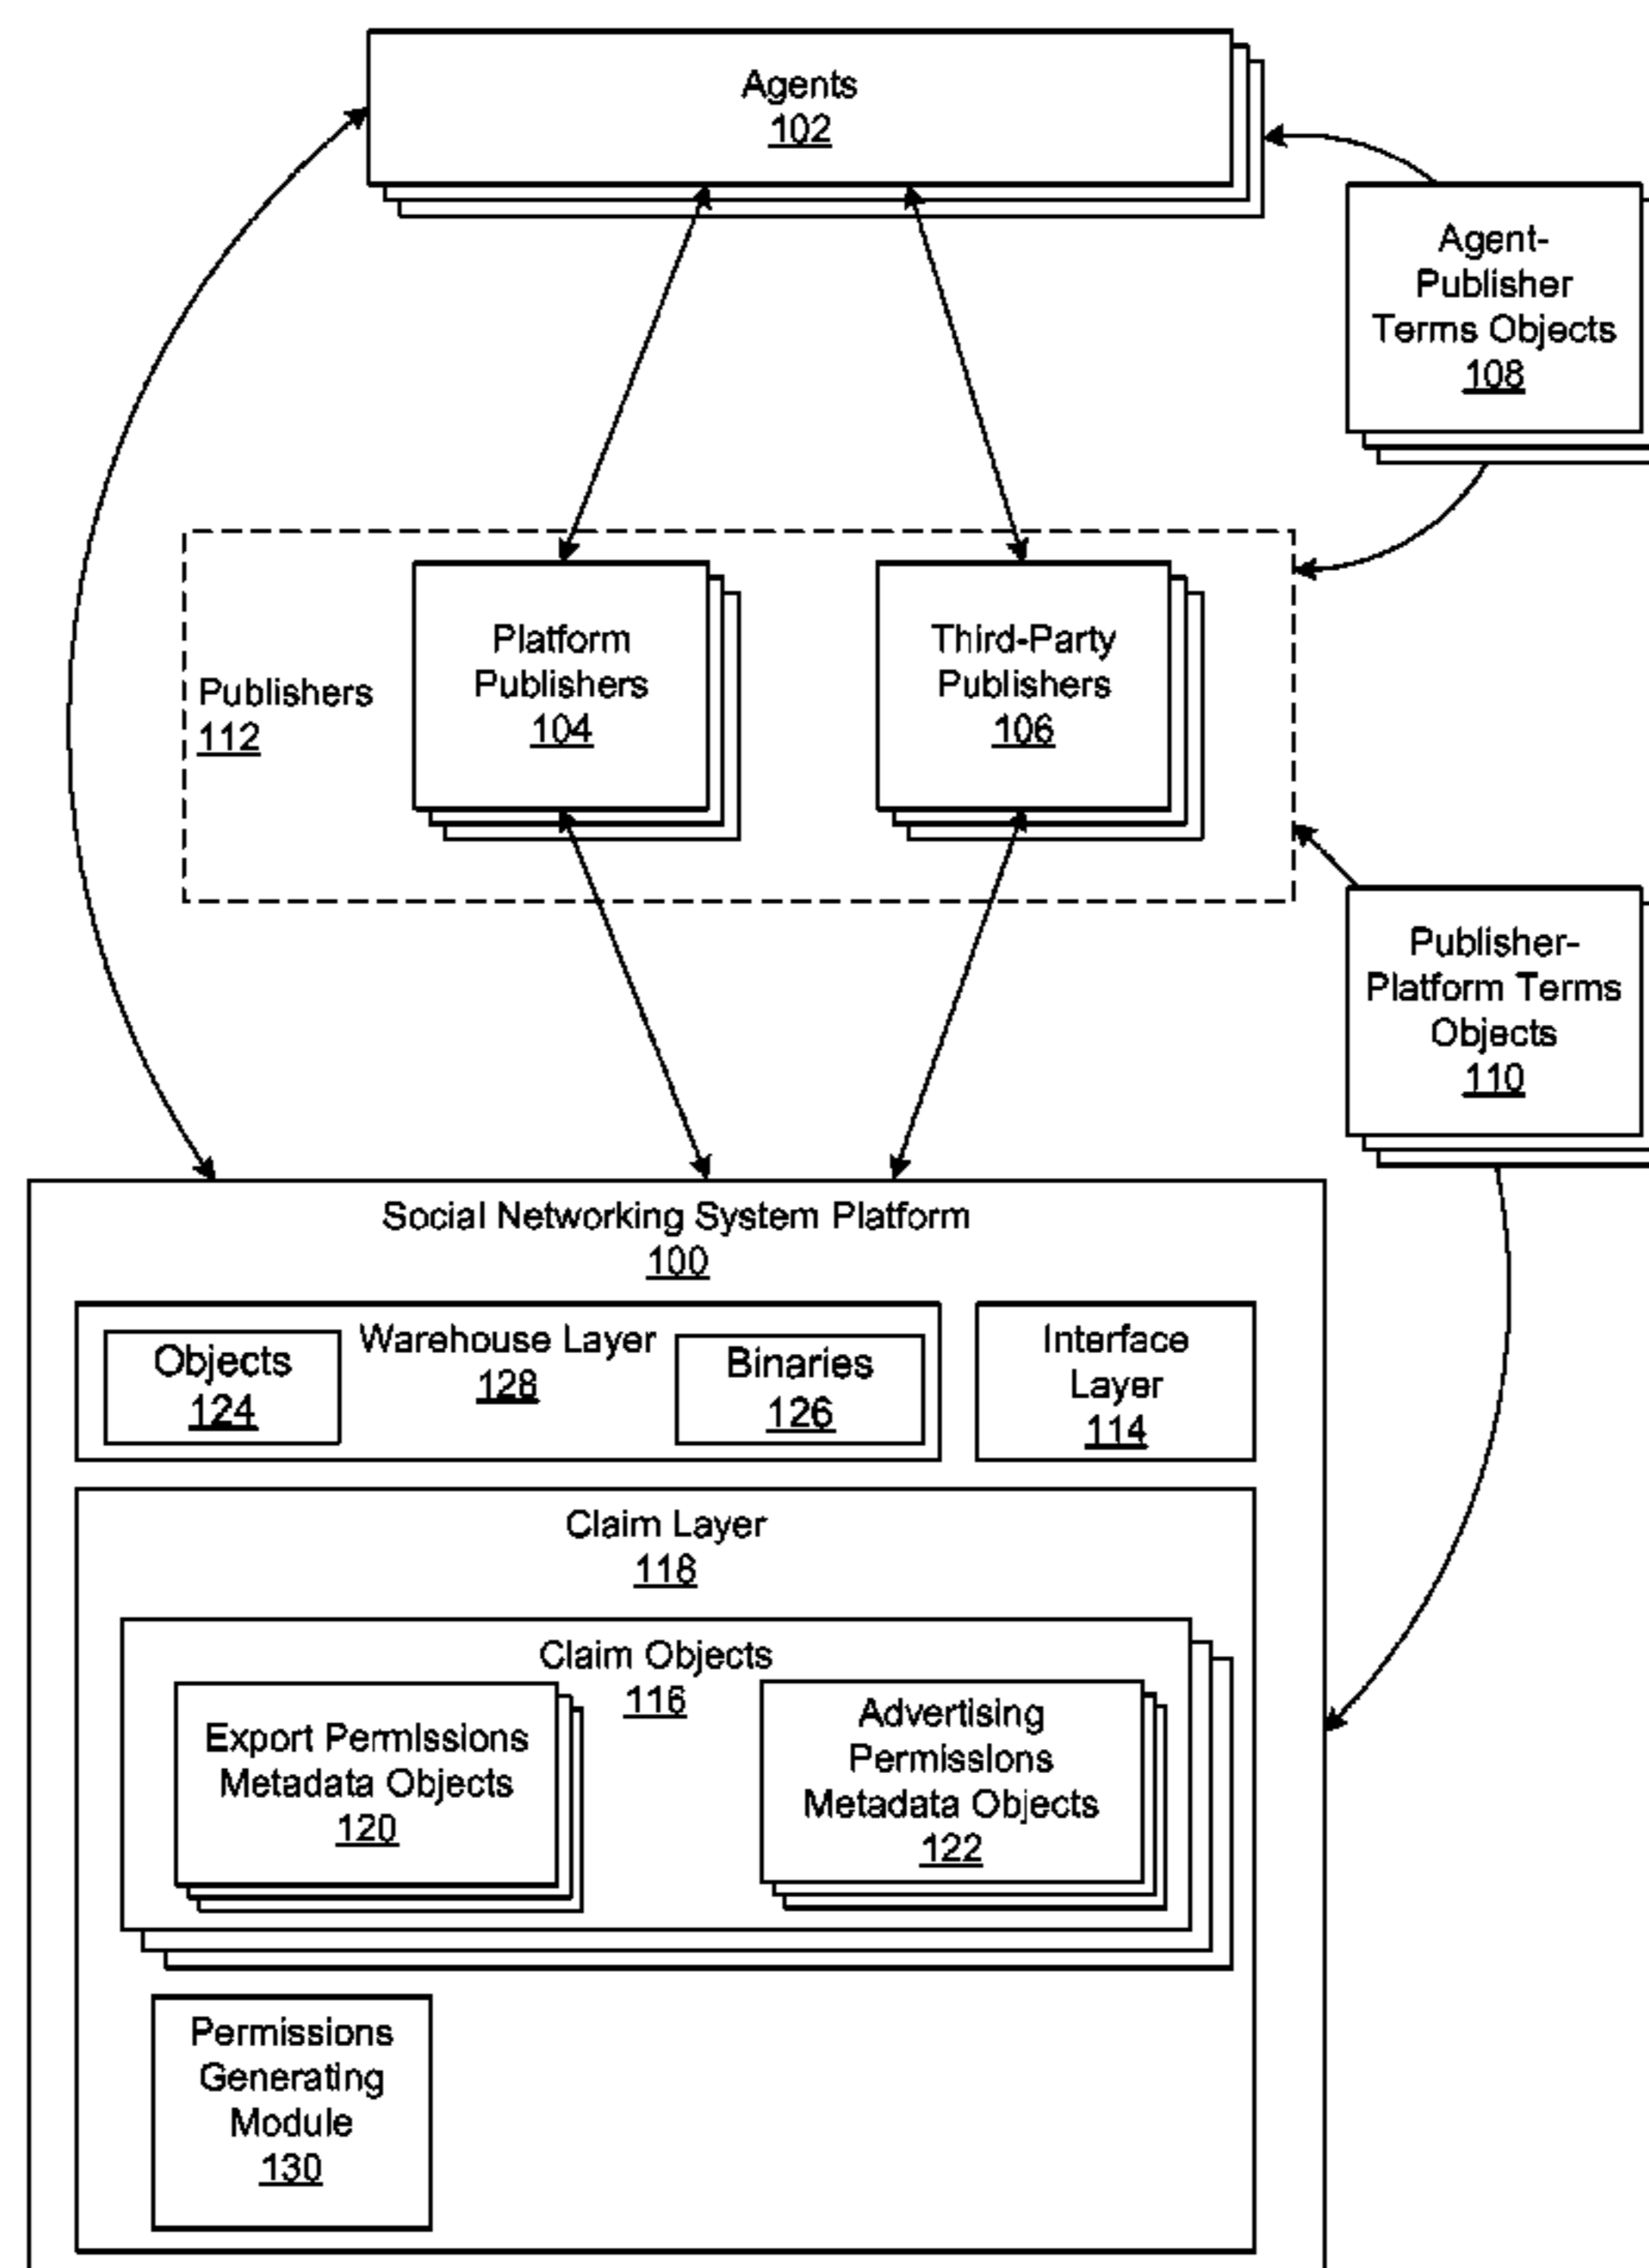 Agents
102
Agent-
Publisher
Terms Objects
108
Publishers
112
Platform
Publishers
104
Third-Party
Publishers
106
Publisher-
Platform Terms
Objects
110
Social Networking System Platform
100
Objects
124
Warehouse Layer
128
Binaries
126
Interface
Layer
114
Claim Layer
118
Claim Objects
116
Export Permissions
Metadata Objects
120
Advertising
Permissions
Metadata Objects
122
Permissions
Generating
Module
130